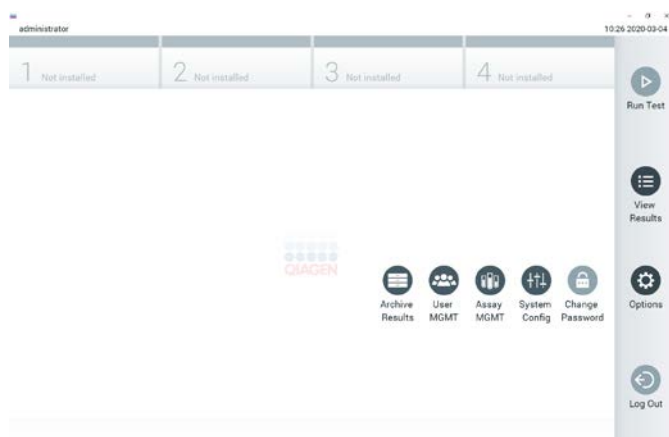 administrator
10:26 2020-03-04
1 Not installed
2 Not installed
3 Not installed
4 Not installed
Run Test
View
Results
QIAGEN
Archive
Results
User
MGMT
Assay
MGMT
System
Config
Change
Password
Options
Log Out